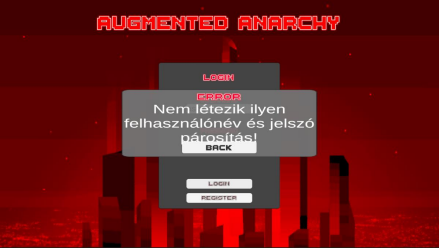 AUGMENTED ANARCHY
LOGIN
ERROR
Nem létezik ilyen
felhasználónév és jelszó
párosítás!
BACK
LOGIN
REGISTER